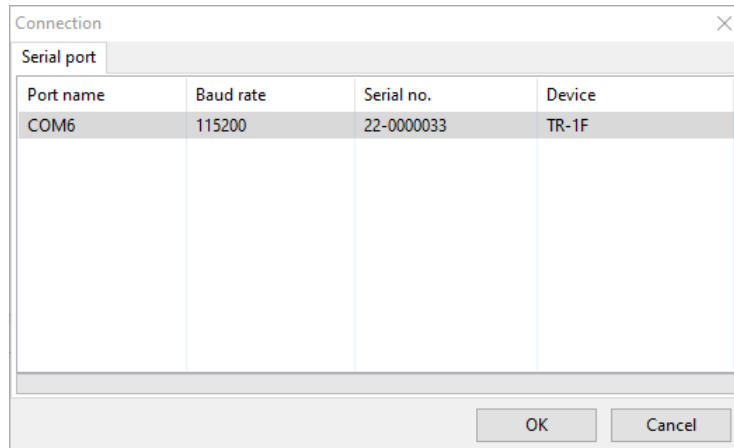 Connection
Serial port
Port name Baud rate Serial no. Device
COM6 115200 22-0000033 TR-1F
OK Cancel